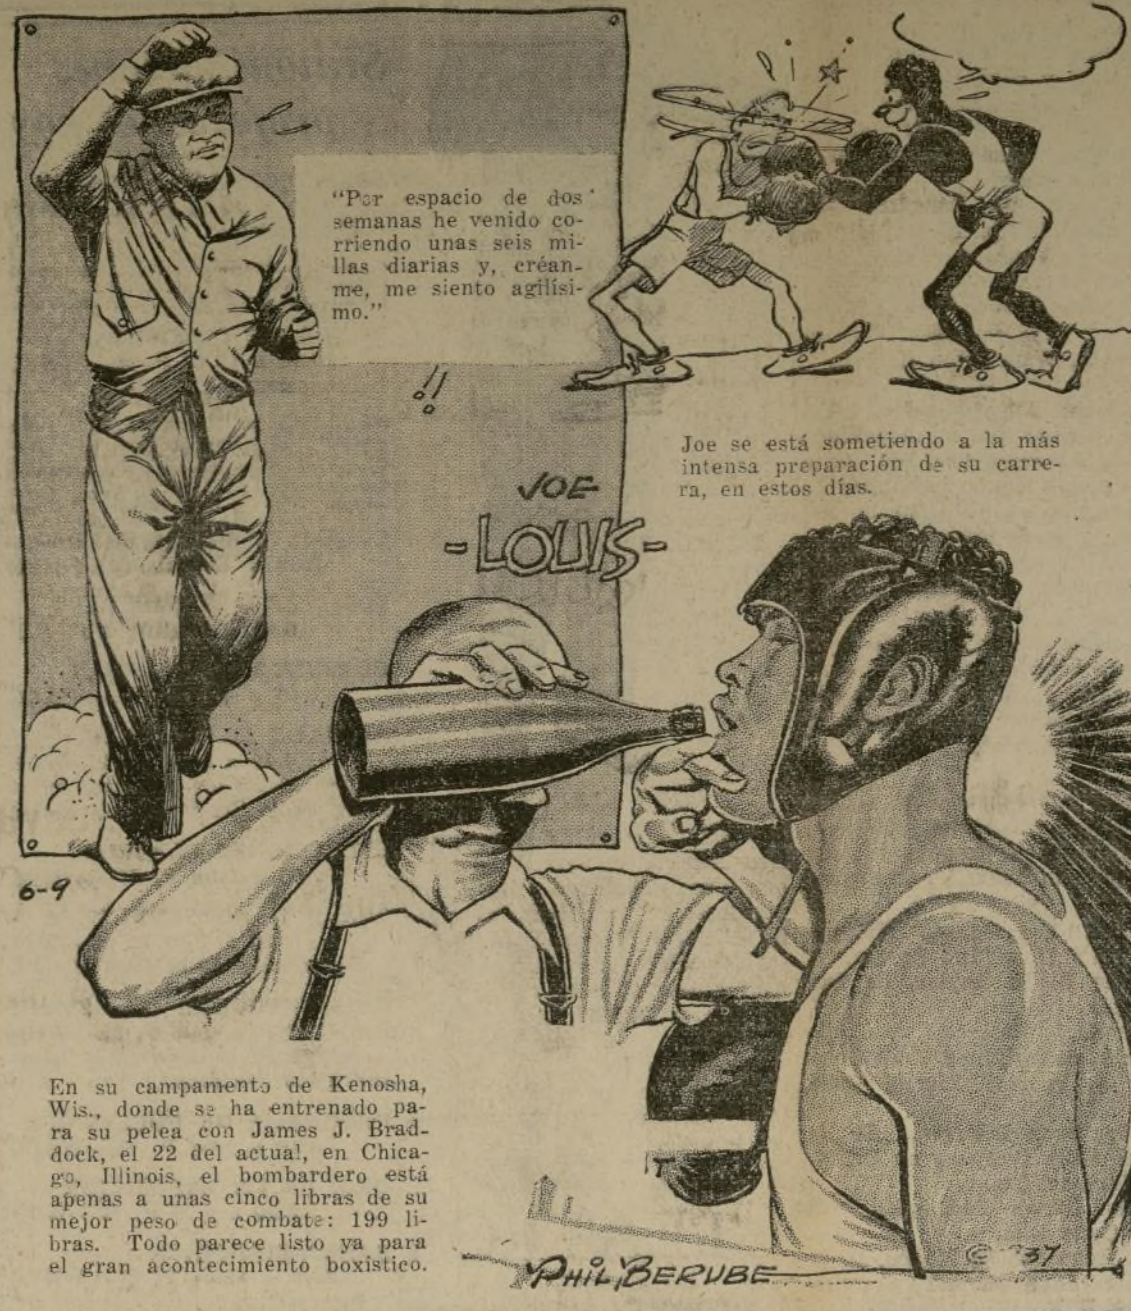 "Por espacio de dos
semanas he venido co-
rriendo unas seis mi-
llas diarias y, créan-
me, me siento agilísi-
mo."
Joe se está sometiendo a la más
intensa preparación de su carre-
ra, en estos días.
JOE
-LOUIS-
6-9
En su campamento de Kenosha,
Wis., donde se ha entrenado pa-
ra su pelea con James J. Brad-
dock, el 22 del actual, en Chica-
go, Illinois, el bombardero está
apenas a unas cinco libras de su
mejor peso de combate: 199 li-
bras. Todo parece listo ya para
el gran acontecimiento boxístico.
PHIL BERUBE
© 37